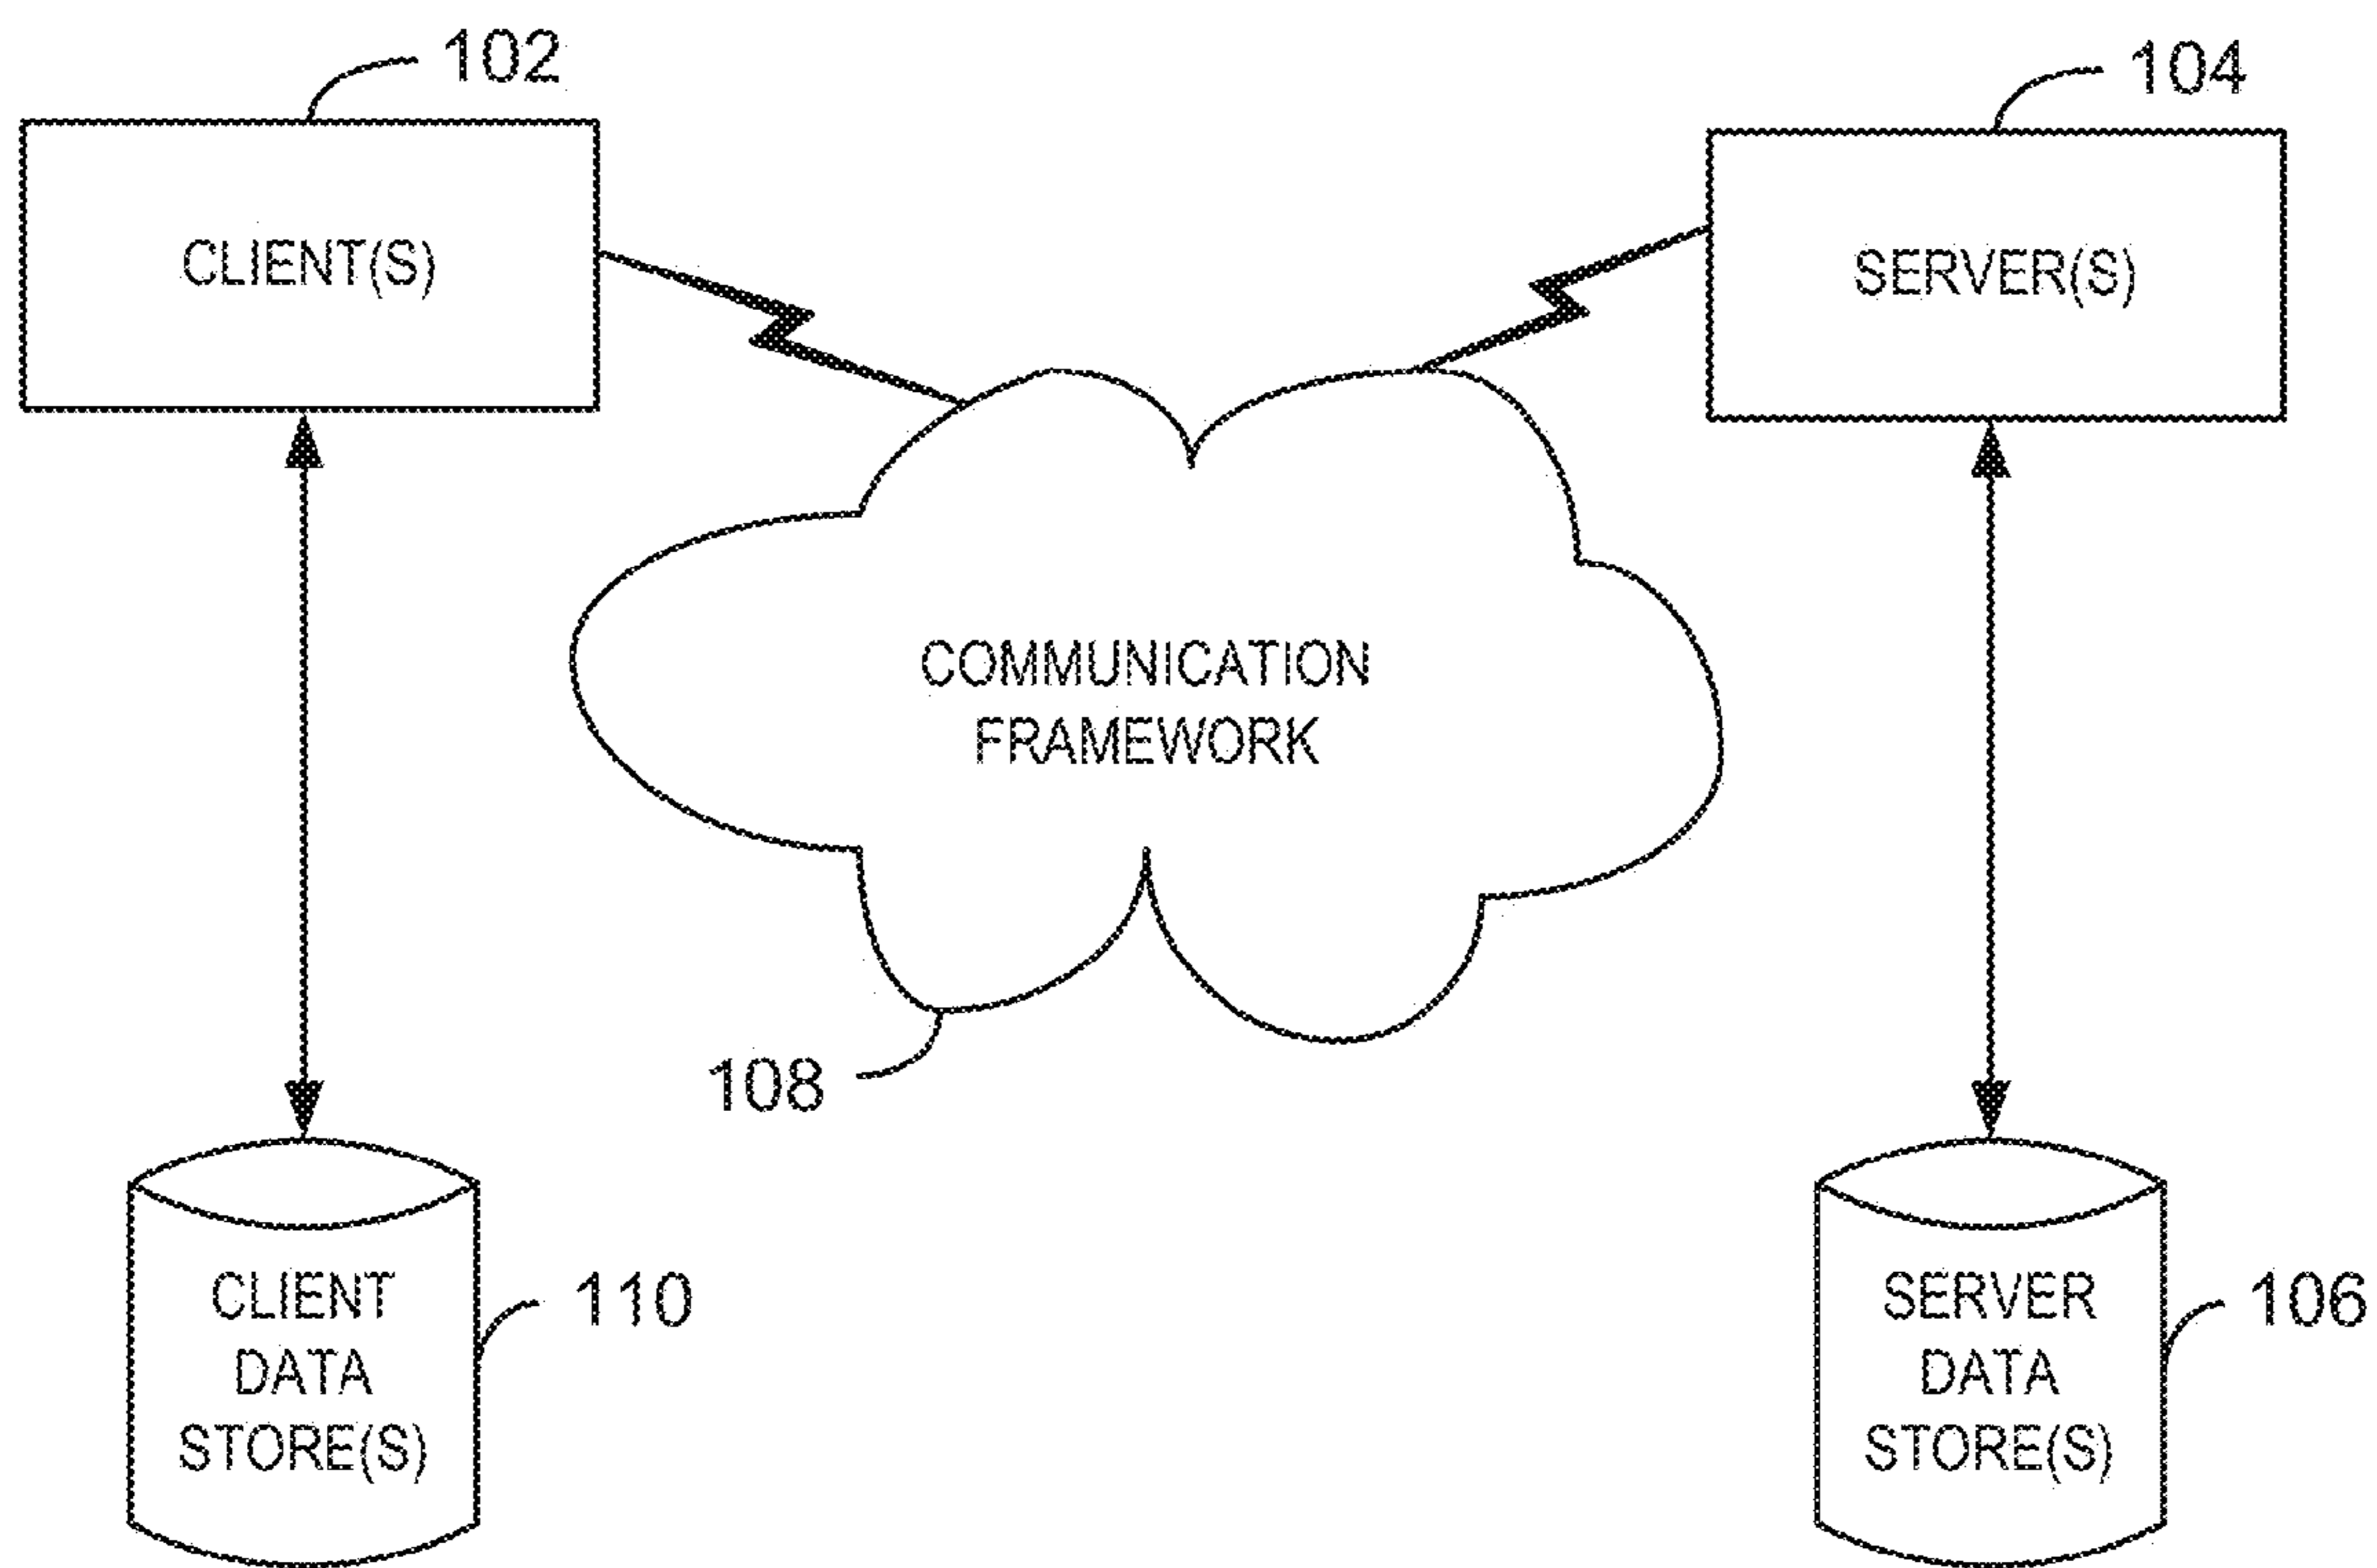 102
104
CLIENT(S)
SERVER(S)
COMMUNICATION
FRAMEWORK
108
CLIENT
DATA
STORE(S)
110
SERVER
DATA
STORE(S)
106